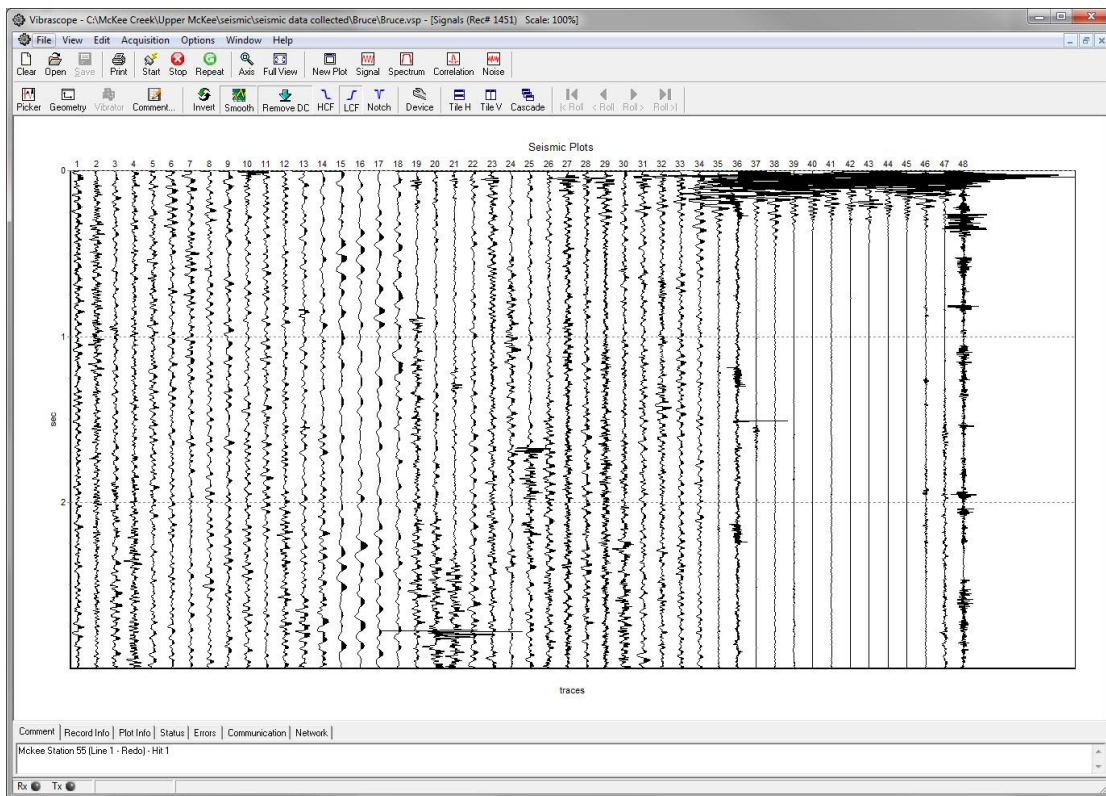 Vibrascope - C:\McKee Creek\Upper McKee\seismic\seismic data collected\Bruce\Bruce.vsp - [Signals (Rec# 1451) Scale: 100%]
File View Edit Acquisition Options Window Help
Clear Open Save Print Start Stop Repeat Axis Full View New Plot Signal Spectrum Correlation Noise
Picker Geometry Vibrator Comment... Invert Smooth Remove DC HCF LCF Notch Device Tile H Tile V Cascade |< Roll < Roll Roll > Roll >|
Seismic Plots
1 2 3 4 5 6 7 8 9 10 11 12 13 14 15 16 17 18 19 20 21 22 23 24 25 26 27 28 29 30 31 32 33 34 35 36 37 38 39 40 41 42 43 44 45 46 47 48
0
1
sec
2
traces
Comment Record Info Plot Info Status Errors Communication Network
Mckee Station 55 (Line 1 - Redo) - Hit 1
Rx Tx